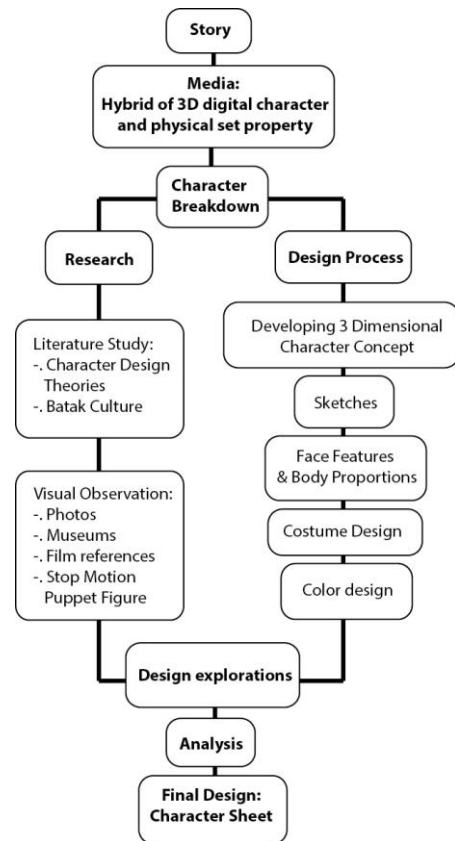 Story
Media:
Hybrid of 3D digital character
and physical set property
Character
Breakdown
Research
Literature Study:
-. Character Design
Theories
-. Batak Culture
Visual Observation:
-. Photos
-. Museums
-. Film references
-. Stop Motion
Puppet Figure
Design Process
Developing 3 Dimensional
Character Concept
Sketches
Face Features
& Body Proportions
Costume Design
Color design
Design explorations
Analysis
Final Design:
Character Sheet